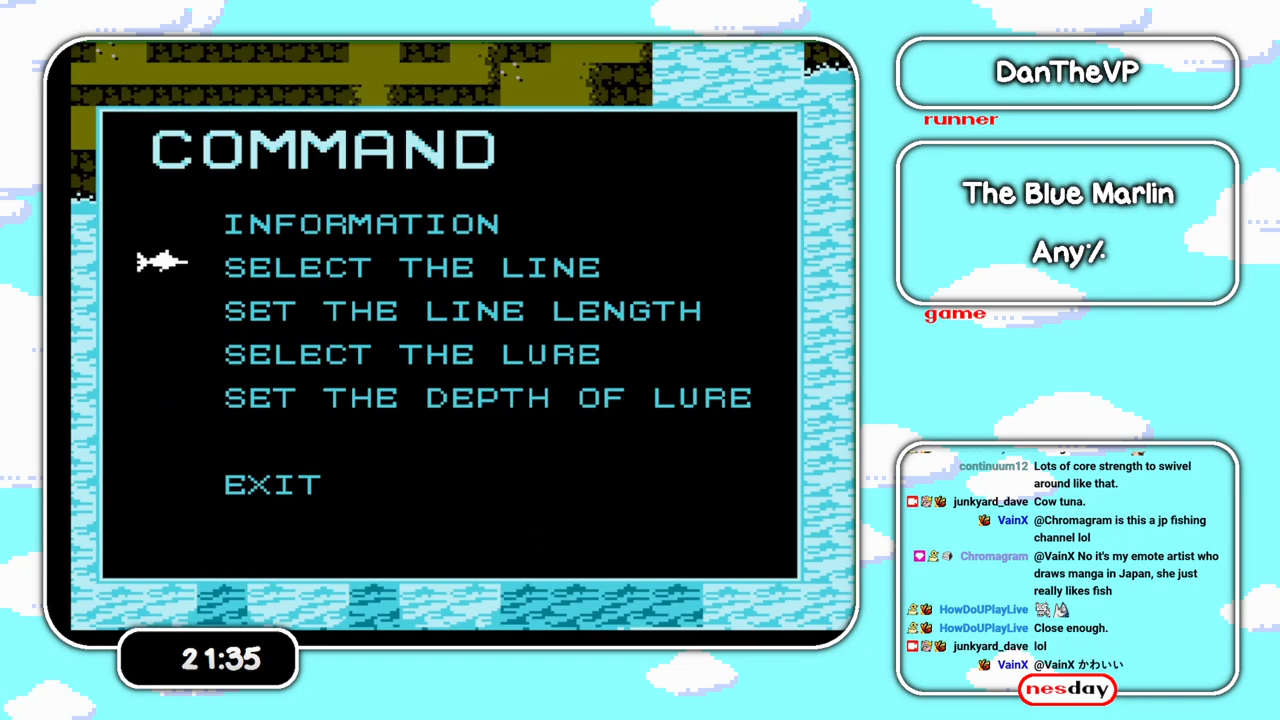 COMMAND
INFORMATION
SELECT THE LINE
SET THE LINE LENGTH
SELECT THE LURE
SET THE DEPTH OF LURE
EXIT
21:35
DanTheVP
runner
The Blue Marlin
Any%
game
continuum12 Lots of core strength to swivel
around like that.
junkyard_dave Cow tuna.
VainX @Chromagram is this a jp fishing
channel lol
Chromagram @VainX No it's my emote artist who
draws manga in Japan, she just
really likes fish
HowDoUPlayLive
HowDoUPlayLive Close enough.
junkyard_dave lol
VainX @VainX かわいい
nesday